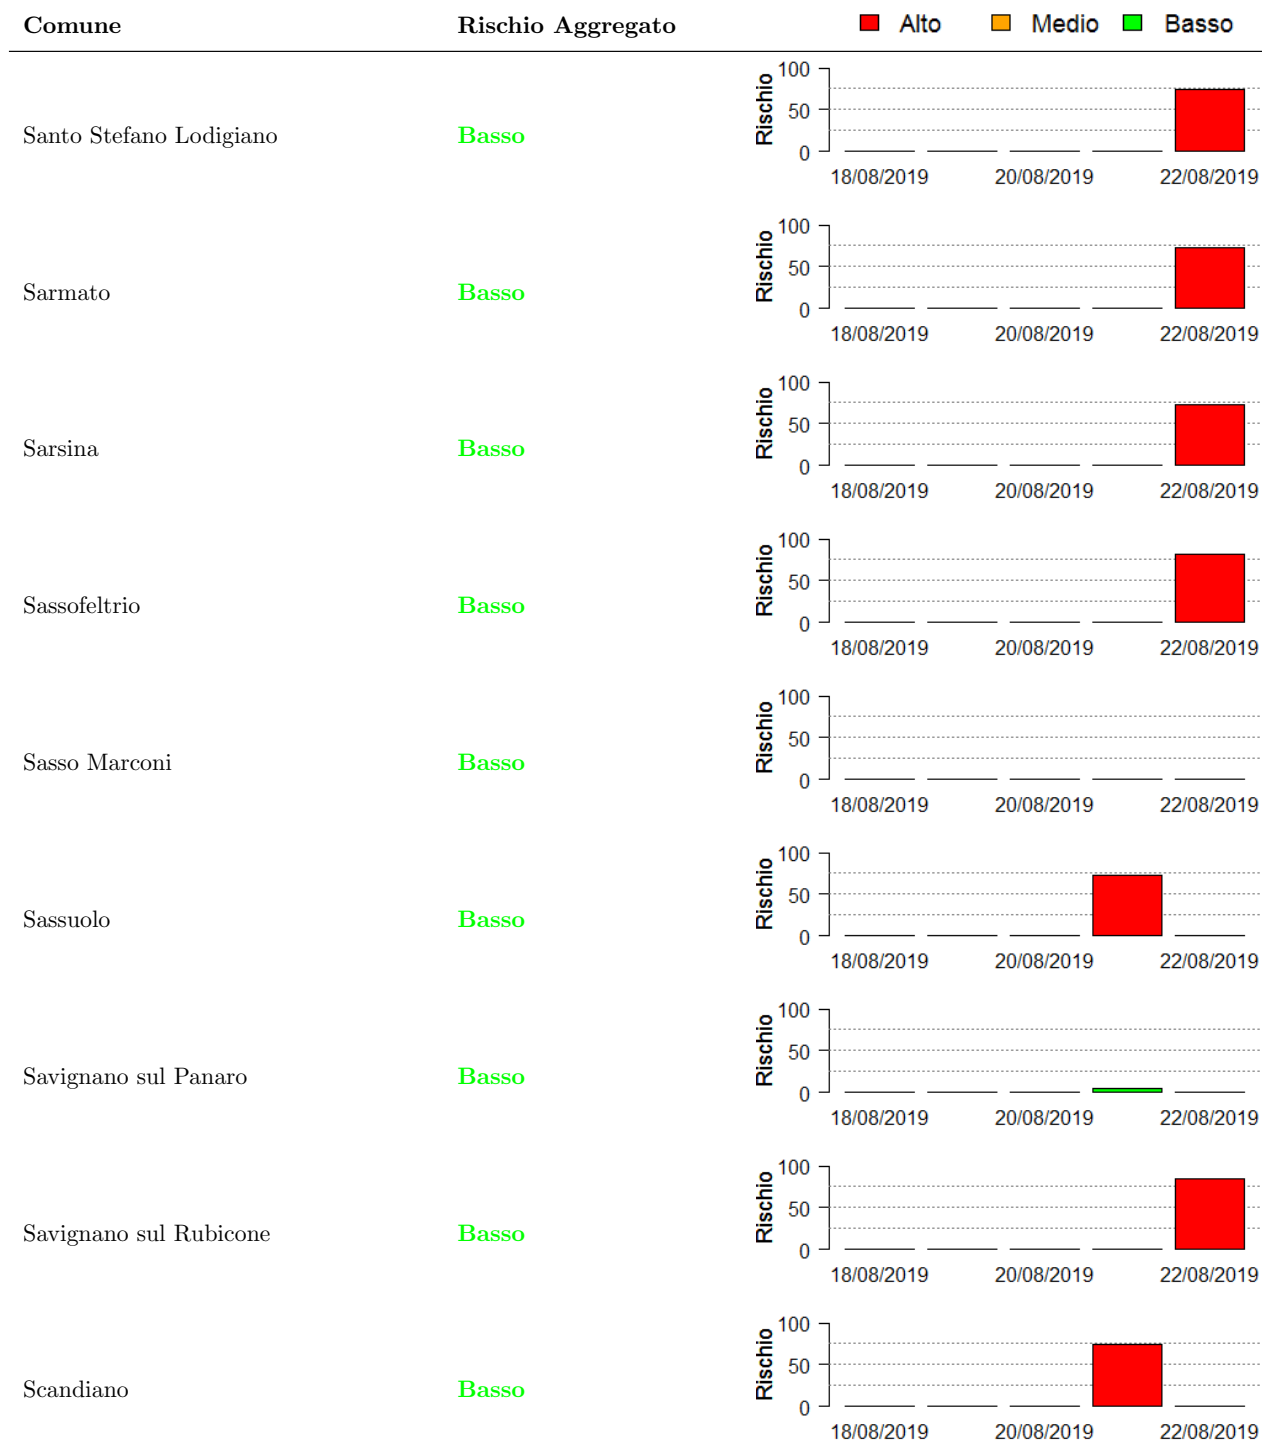 Comune Rischio Aggregato Alto Medio Basso
Santo Stefano Lodigiano Basso Rischio 100 50 0
18/08/2019 20/08/2019 22/08/2019
Sarmato Basso Rischio 100 50 0
18/08/2019 20/08/2019 22/08/2019
Sarsina Basso Rischio 100 50 0
18/08/2019 20/08/2019 22/08/2019
Sassofeltrio Basso Rischio 100 50 0
18/08/2019 20/08/2019 22/08/2019
Sasso Marconi Basso Rischio 100 50 0
18/08/2019 20/08/2019 22/08/2019
Sassuolo Basso Rischio 100 50 0
18/08/2019 20/08/2019 22/08/2019
Savignano sul Panaro Basso Rischio 100 50 0
18/08/2019 20/08/2019 22/08/2019
Savignano sul Rubicone Basso Rischio 100 50 0
18/08/2019 20/08/2019 22/08/2019
Scandiano Basso Rischio 100 50 0
18/08/2019 20/08/2019 22/08/2019